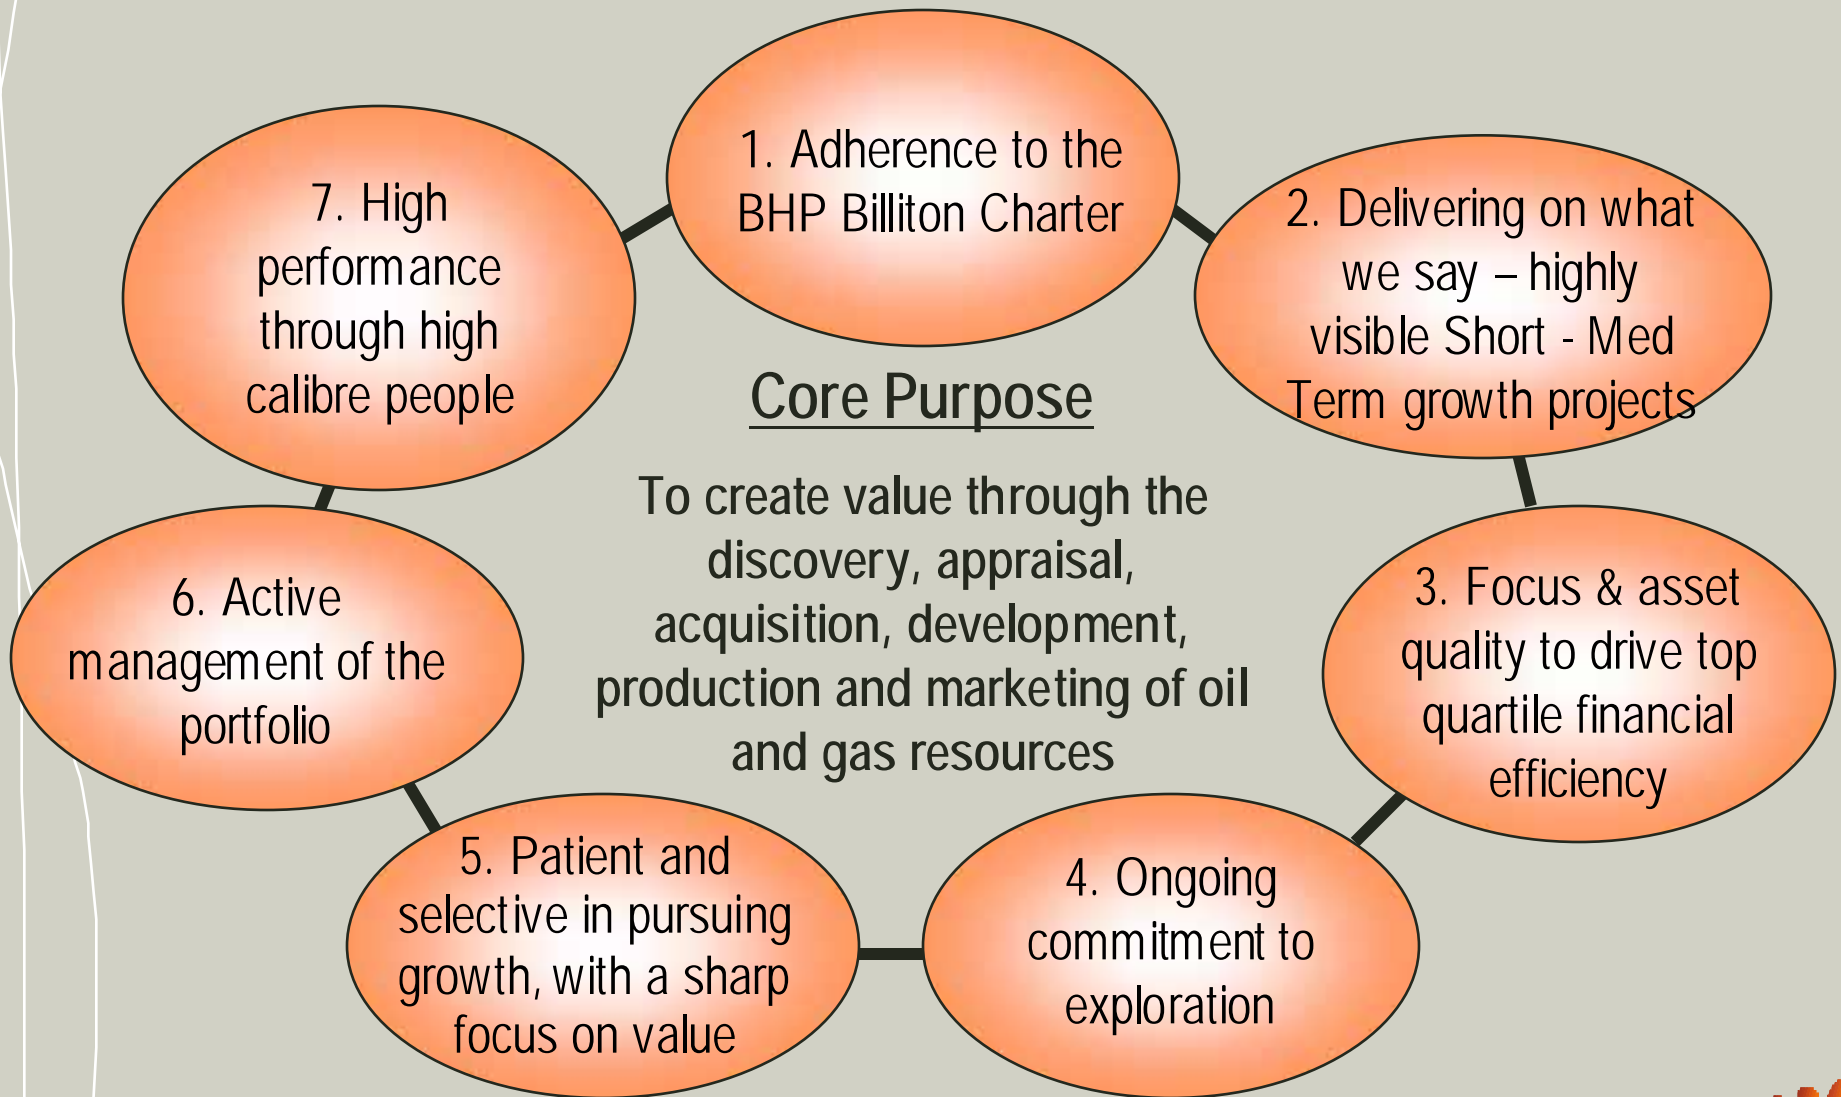 1. Adherence to the
BHP Billiton Charter
2. Delivering on what
we say – highly
visible Short - Med
Term growth projects
3. Focus & asset
quality to drive top
quartile financial
efficiency
4. Ongoing
commitment to
exploration
5. Patient and
selective in pursuing
growth, with a sharp
focus on value
6. Active
management of the
portfolio
7. High
performance
through high
calibre people
Core Purpose
To create value through the
discovery, appraisal,
acquisition, development,
production and marketing of oil
and gas resources